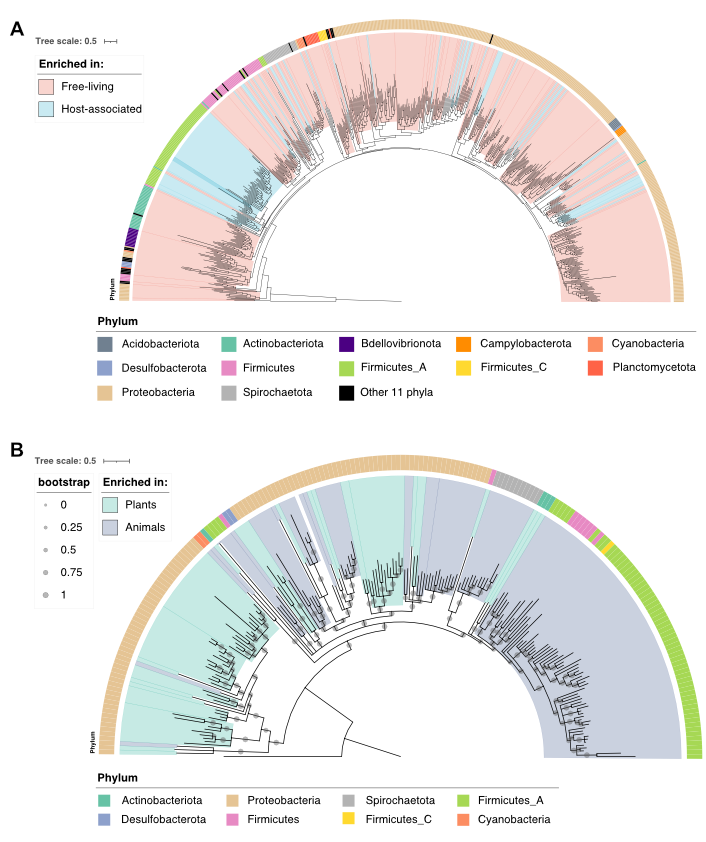 A
Tree scale: 0.5
Enriched in:
Free-living
Host-associated
Phylum
Phylum
Acidobacteriota
Actinobacteriota
Bdellovibrionota
Campylobacterota
Cyanobacteria
Desulfobacterota
Firmicutes
Firmicutes_A
Firmicutes_C
Planctomycetota
Proteobacteria
Spirochaetota
Other 11 phyla
B
Tree scale: 0.5
bootstrap
0
0.25
0.5
0.75
1
Enriched in:
Plants
Animals
Phylum
Phylum
Actinobacteriota
Proteobacteria
Spirochaetota
Firmicutes_A
Desulfobacterota
Firmicutes
Firmicutes_C
Cyanobacteria